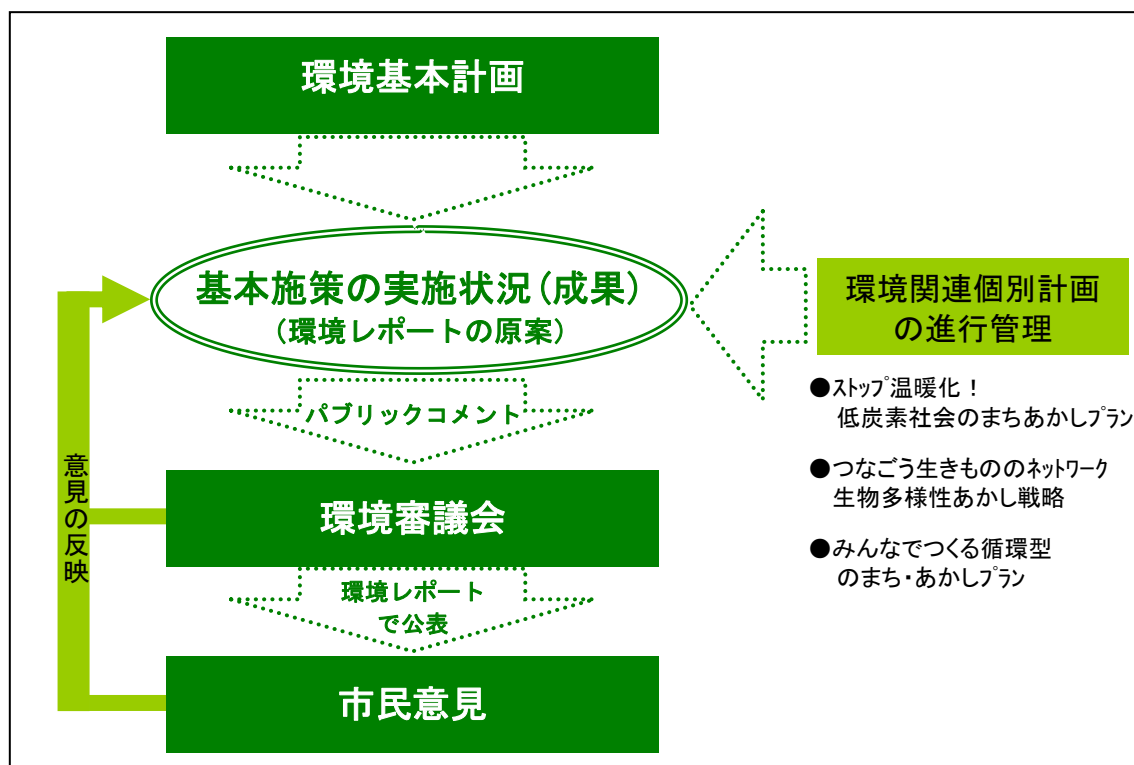 環境基本計画
基本施策の実施状況(成果)
(環境レポートの原案)
パブリックコメント
環境審議会
環境レポート
で公表
市民意見
意見の反映
環境関連個別計画
の進行管理
●ストップ温暖化！
低炭素社会のまちあかしプラン
●つなごう生きもののネットワーク
生物多様性あかし戦略
●みんなでつくる循環型
のまち・あかしプラン